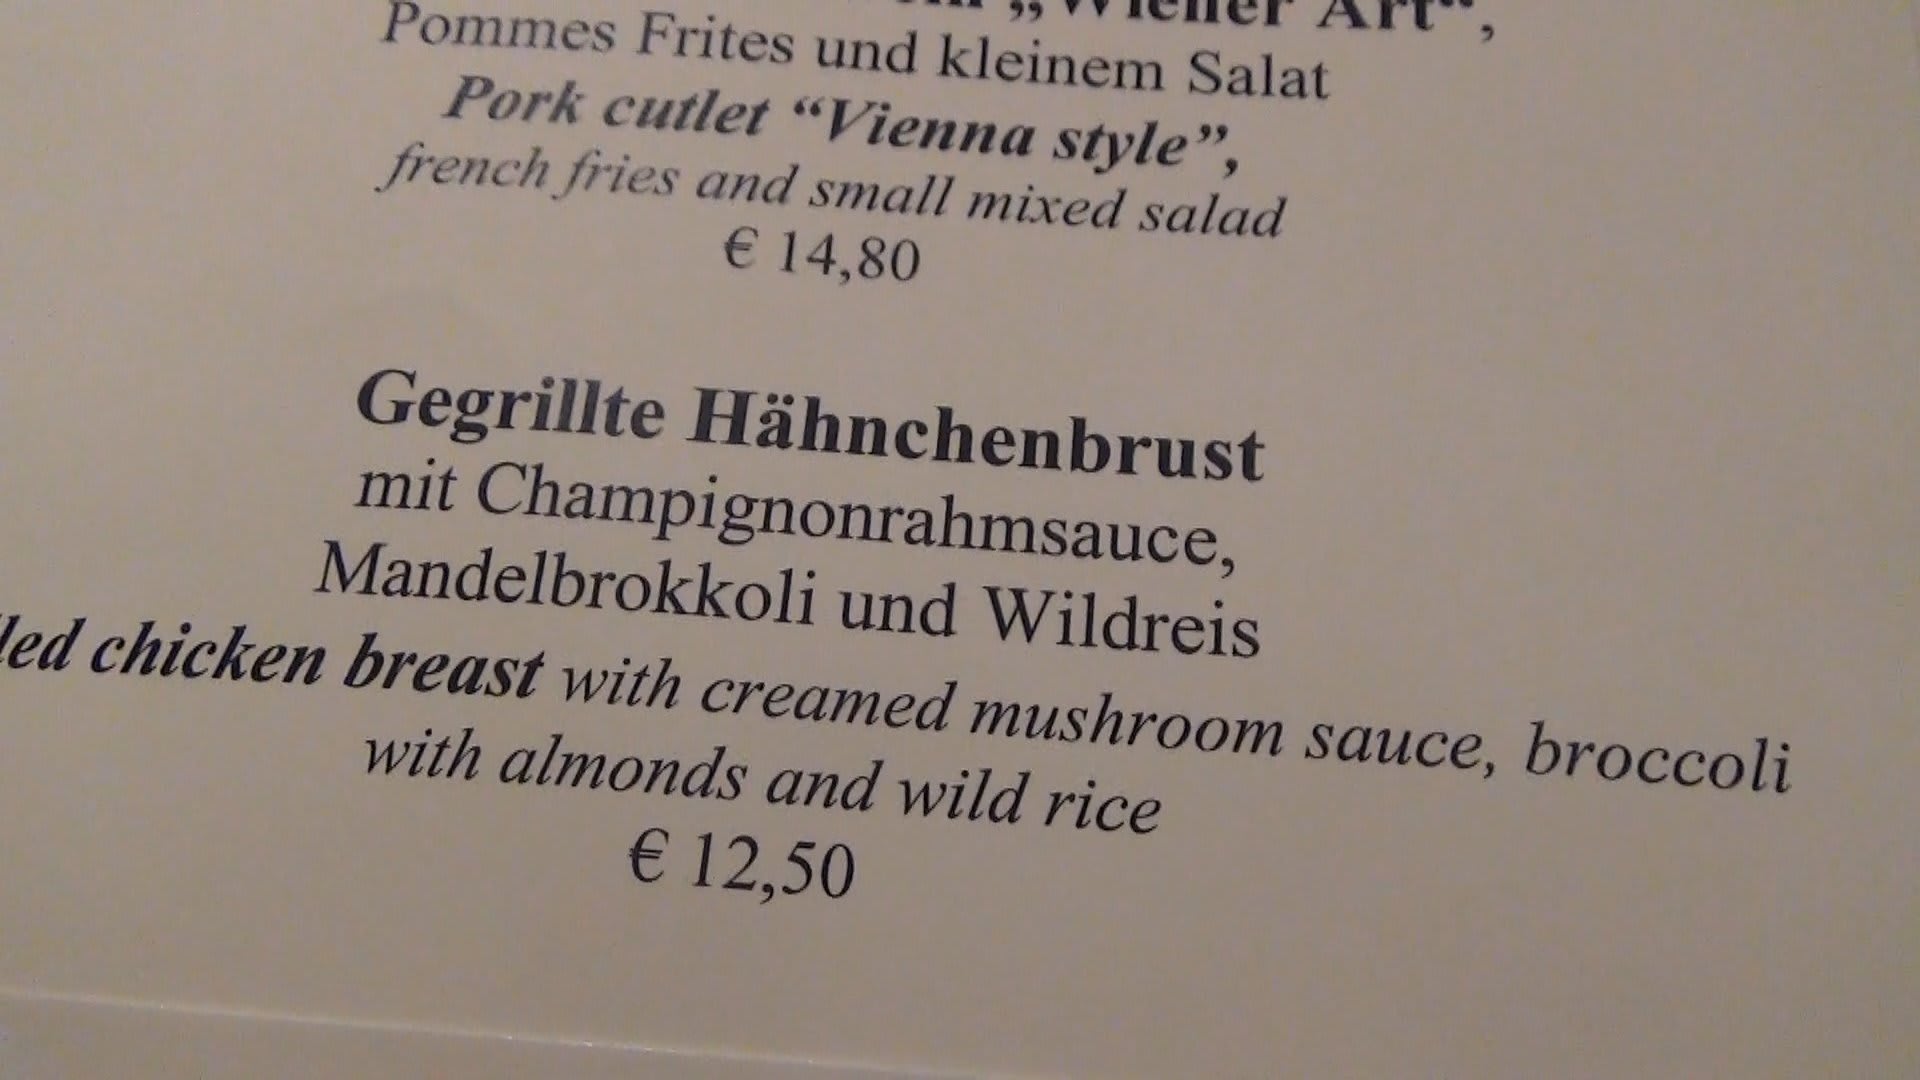 „Wiener Art“,
Pommes Frites und kleinem Salat
Pork cutlet “Vienna style”,
french fries and small mixed salad
€ 14,80
Gegrillte Hähnchenbrust
mit Champignonrahmsauce,
Mandelbrokkoli und Wildreis
chicken breast with creamed mushroom sauce, broccoli
with almonds and wild rice
€ 12,50